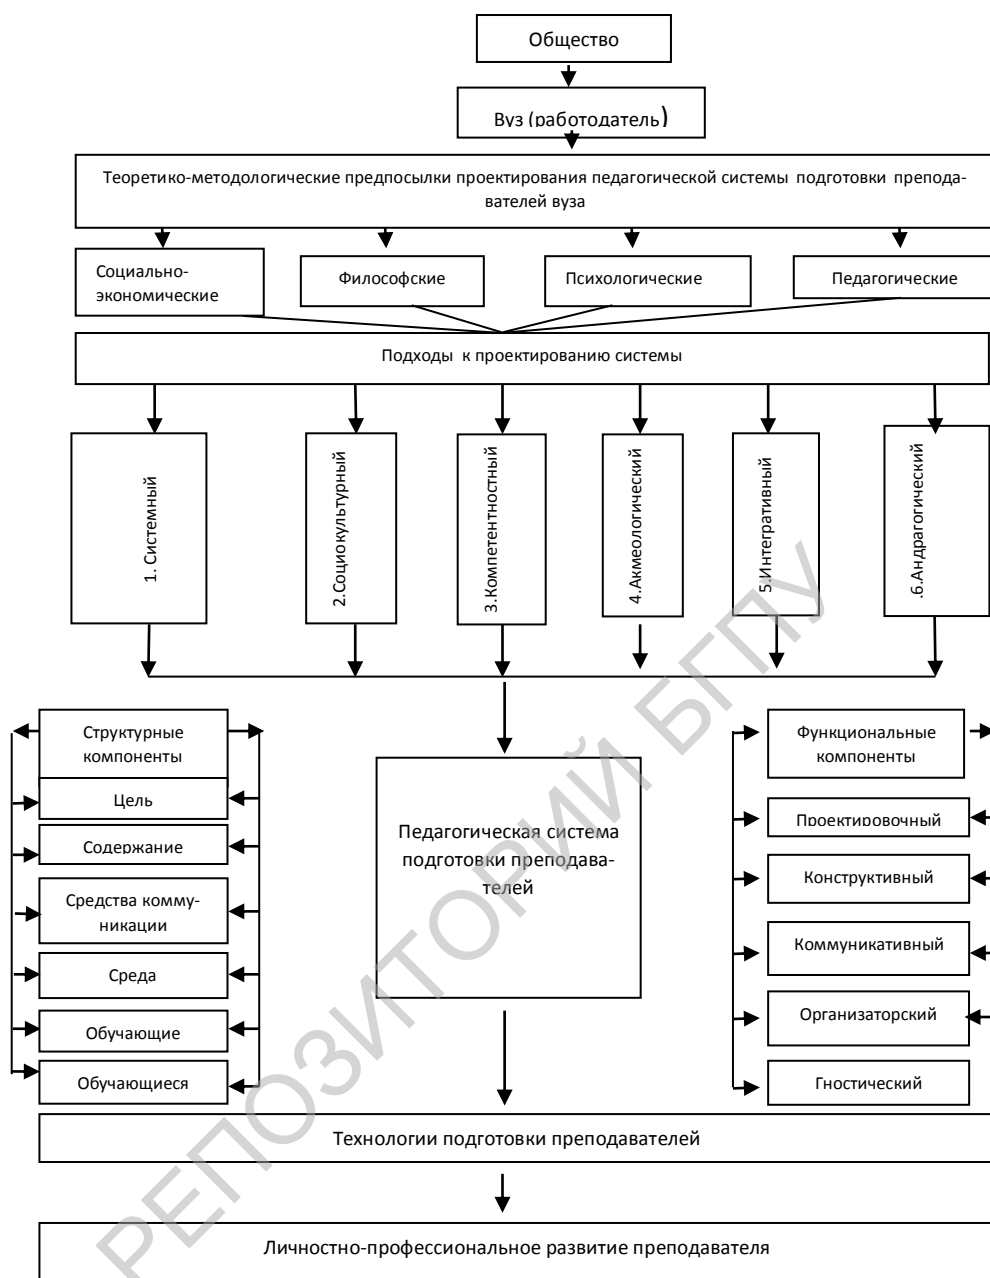 Общество
Вуз (работодатель)
Теоретико-методологические предпосылки проектирования педагогической системы подготовки препода-
вателей вуза
Социально-
экономические
Философские
Психологические
Педагогические
Подходы к проектированию системы
1. Системный
2.Социокультурный
3.Компетентностный
4.Акмеологический
5.Интегративный
.6.Андрагогический
Структурные
компоненты
Цель
Содержание
Средства комму-
никации
Среда
Обучающие
Обучающиеся
Педагогическая система
подготовки преподава-
телей
Функциональные
компоненты
Проектировочный
Конструктивный
Коммуникативный
Организаторский
Гностический
Технологии подготовки преподавателей
Личностно-профессиональное развитие преподавателя
РЕПОЗИТОРИЙ БГПУ